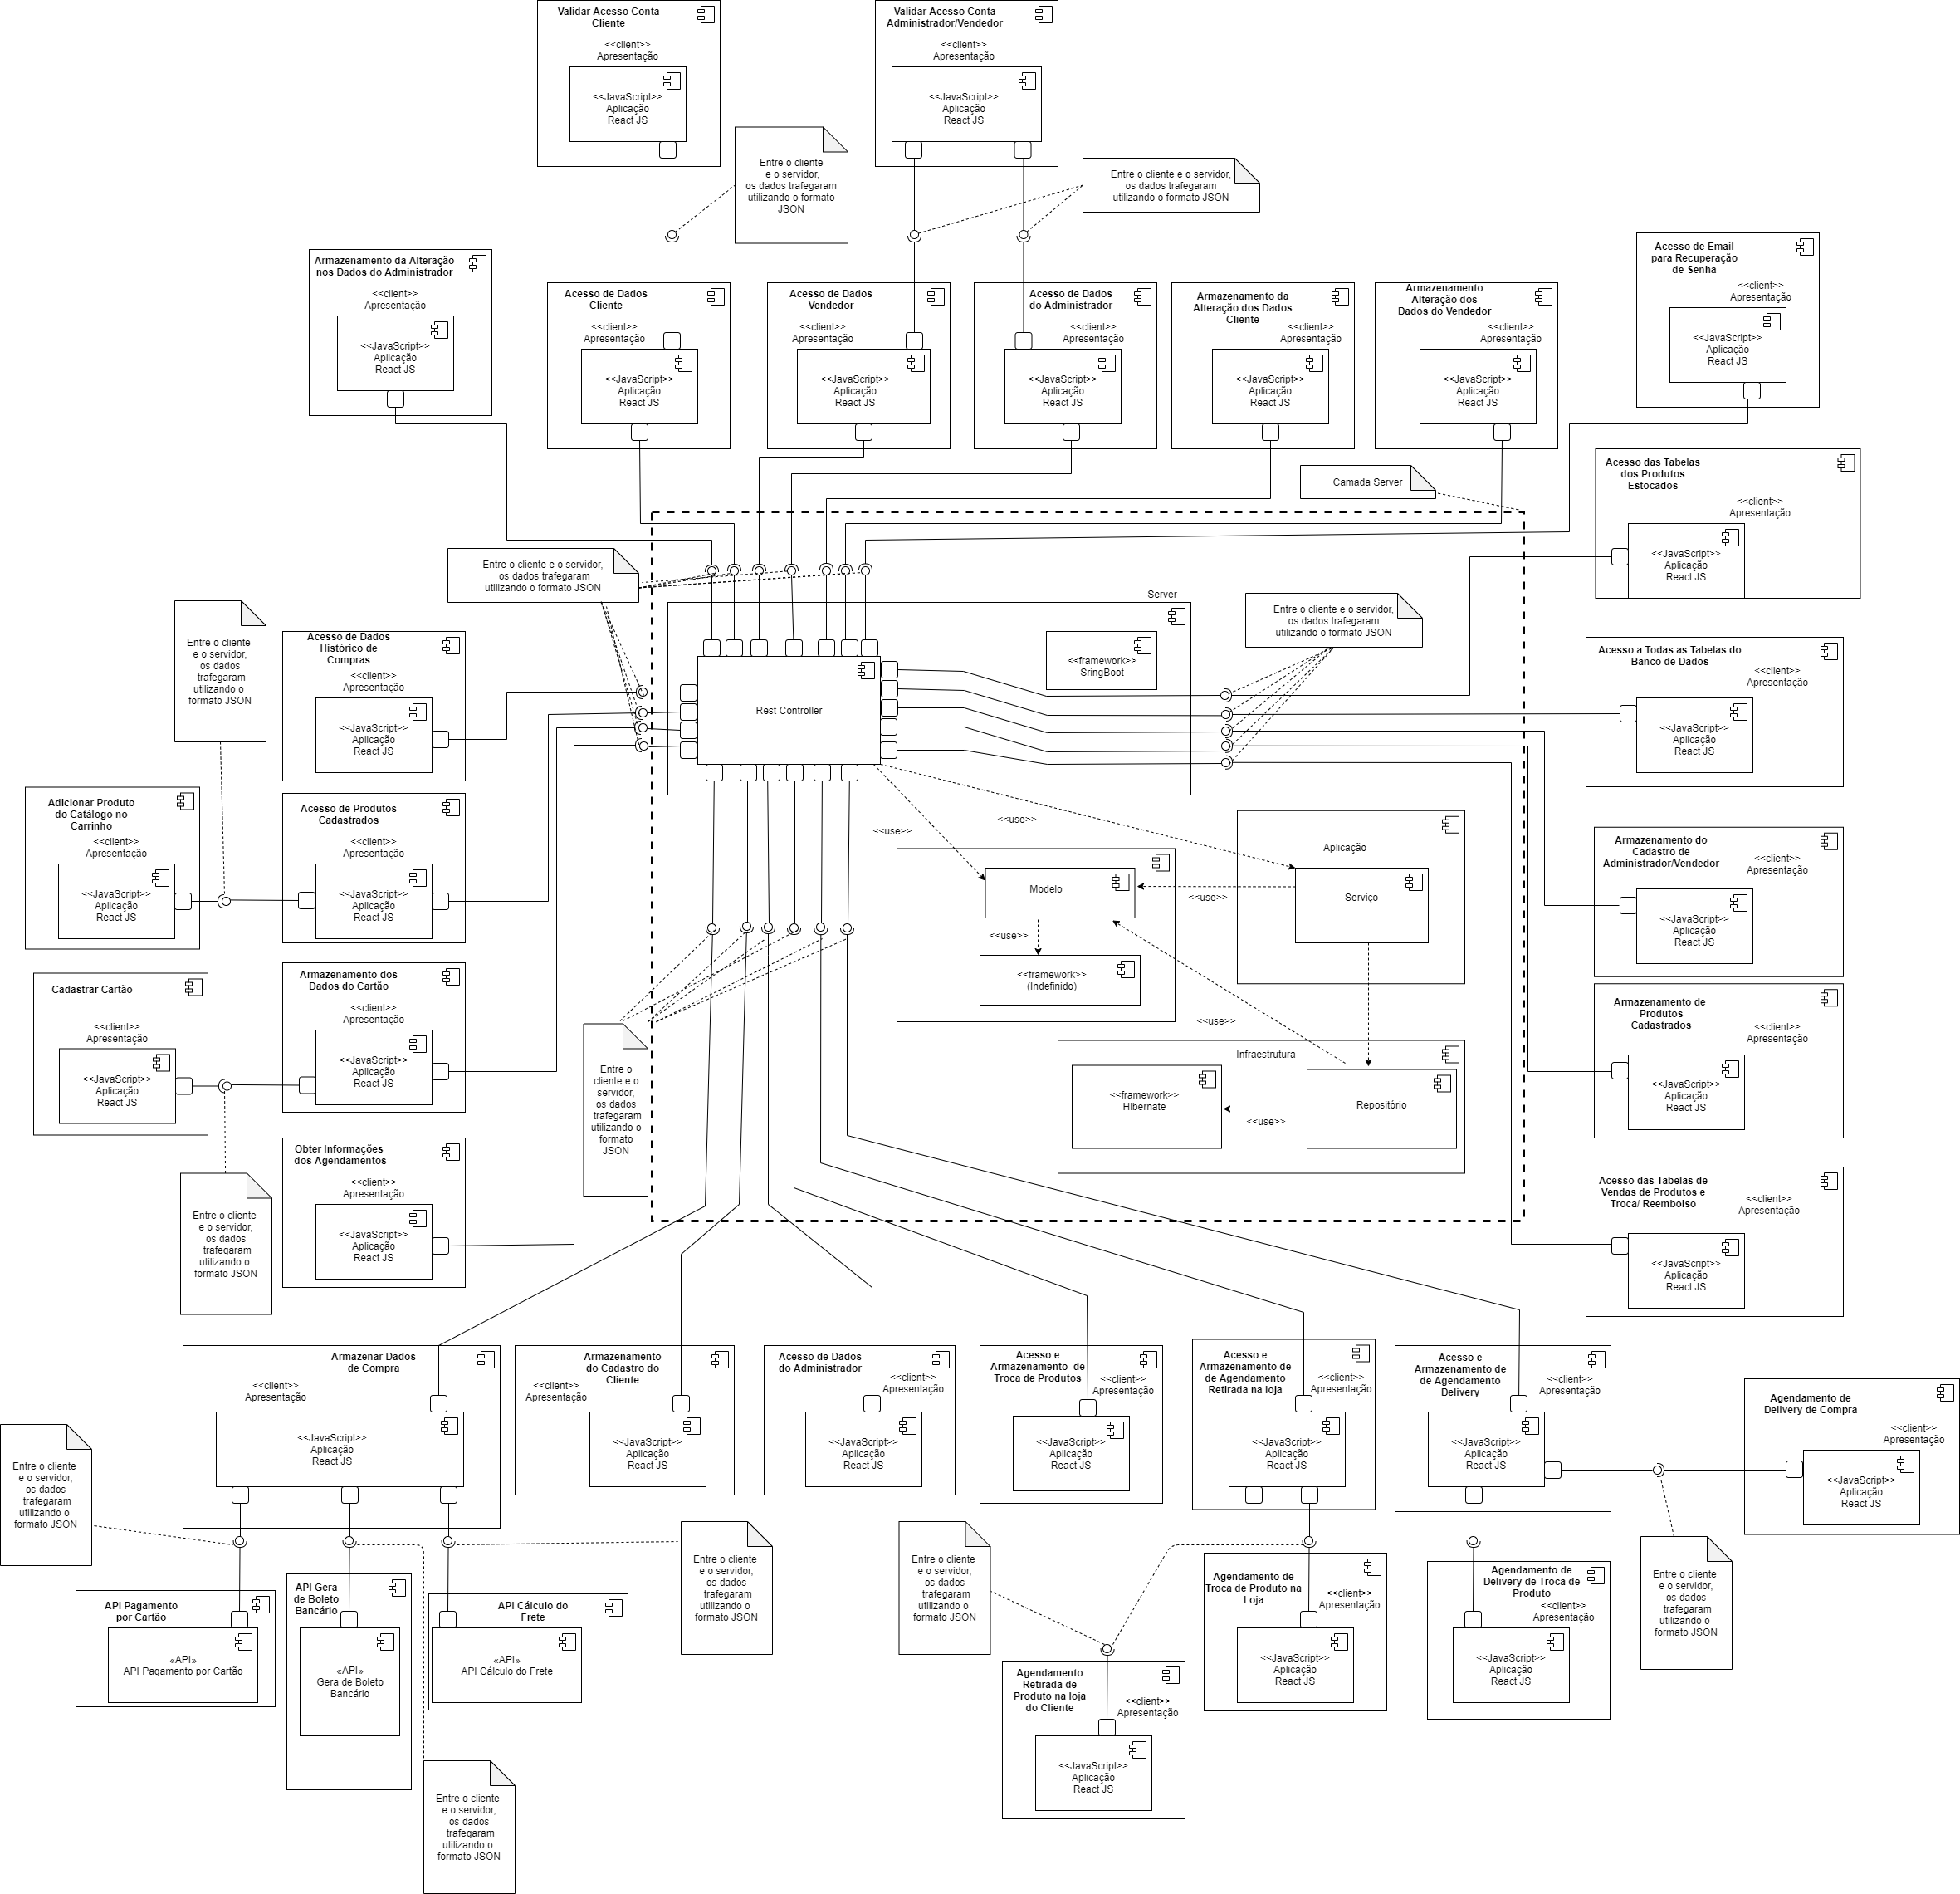 Validar Acesso Conta
Cliente
<<client>>
Apresentação
<<JavaScript>>
Aplicação
React JS
Validar Acesso Conta
Administrador/Vendedor
<<client>>
Apresentação
<<JavaScript>>
Aplicação
React JS
Entre o cliente
e o servidor,
os dados trafegaram
utilizando o formato
JSON
Entre o cliente e o servidor,
os dados trafegaram
utilizando o formato JSON
Armazenamento da Alteração
nos Dados do Administrador
<<client>>
Apresentação
<<JavaScript>>
Aplicação
React JS
Acesso de Dados
Cliente
<<client>>
Apresentação
<<JavaScript>>
Aplicação
React JS
Acesso de Dados
Vendedor
<<client>>
Apresentação
<<JavaScript>>
Aplicação
React JS
Acesso de Dados
do Administrador
<<client>>
Apresentação
<<JavaScript>>
Aplicação
React JS
Armazenamento da
Alteração dos Dados
Cliente
<<client>>
Apresentação
<<JavaScript>>
Aplicação
React JS
Armazenamento
Alteração dos
Dados do Vendedor
<<client>>
Apresentação
<<JavaScript>>
Aplicação
React JS
Acesso de Email
para Recuperação
de Senha
<<client>>
Apresentação
<<JavaScript>>
Aplicação
React JS
Camada Server
Acesso das Tabelas
dos Produtos
Estocados
<<client>>
Apresentação
<<JavaScript>>
Aplicação
React JS
Entre o cliente e o servidor,
os dados trafegaram
utilizando o formato JSON
Server
<<framework>>
SringBoot
Rest Controller
Entre o cliente e o servidor,
os dados trafegaram
utilizando o formato JSON
Entre o cliente
e o servidor,
os dados
trafegaram
utilizando o
formato JSON
Acesso de Dados
Histórico de
Compras
<<client>>
Apresentação
<<JavaScript>>
Aplicação
React JS
Acesso a Todas as Tabelas do
Banco de Dados
<<client>>
Apresentação
<<JavaScript>>
Aplicação
React JS
Adicionar Produto
do Catálogo no
Carrinho
<<client>>
Apresentação
<<JavaScript>>
Aplicação
React JS
Acesso de Produtos
Cadastrados
<<client>>
Apresentação
<<JavaScript>>
Aplicação
React JS
<<use>>
<<use>>
Modelo
<<use>>
<<framework>>
(Indefinido)
Aplicação
Serviço
<<use>>
<<use>>
Infraestrutura
<<framework>>
Hibernate
<<use>>
Repositório
Armazenamento do
Cadastro de
Administrador/Vendedor
<<client>>
Apresentação
<<JavaScript>>
Aplicação
React JS
Cadastrar Cartão
<<client>>
Apresentação
<<JavaScript>>
Aplicação
React JS
Armazenamento dos
Dados do Cartão
<<client>>
Apresentação
<<JavaScript>>
Aplicação
React JS
Entre o
cliente e o
servidor,
os dados
trafegaram
utilizando o
formato
JSON
Armazenamento de
Produtos
Cadastrados
<<client>>
Apresentação
<<JavaScript>>
Aplicação
React JS
Entre o cliente
e o servidor,
os dados
trafegaram
utilizando o
formato JSON
Obter Informações
dos Agendamentos
<<client>>
Apresentação
<<JavaScript>>
Aplicação
React JS
Acesso das Tabelas de
Vendas de Produtos e
Troca/ Reembolso
<<client>>
Apresentação
<<JavaScript>>
Aplicação
React JS
Armazenar Dados
de Compra
<<client>>
Apresentação
<<JavaScript>>
Aplicação
React JS
Armazenamento
do Cadastro do
Cliente
<<client>>
Apresentação
<<JavaScript>>
Aplicação
React JS
Acesso de Dados
do Administrador
<<client>>
Apresentação
<<JavaScript>>
Aplicação
React JS
Acesso e
Armazenamento de
Troca de Produtos
<<client>>
Apresentação
<<JavaScript>>
Aplicação
React JS
Acesso e
Armazenamento de
de Agendamento
Retirada na loja
<<client>>
Apresentação
<<JavaScript>>
Aplicação
React JS
Acesso e
Armazenamento de
de Agendamento
Delivery
<<client>>
Apresentação
<<JavaScript>>
Aplicação
React JS
Agendamento de
Delivery de Compra
<<client>>
Apresentação
<<JavaScript>>
Aplicação
React JS
Entre o cliente
e o servidor,
os dados
trafegaram
utilizando o
formato JSON
Entre o cliente
e o servidor,
os dados
trafegaram
utilizando o
formato JSON
Entre o cliente
e o servidor,
os dados
trafegaram
utilizando o
formato JSON
Entre o cliente
e o servidor,
os dados
trafegaram
utilizando o
formato JSON
API Pagamento
por Cartão
«API»
API Pagamento por Cartão
API Gera
de Boleto
Bancário
«API»
Gera de Boleto
Bancário
API Cálculo do
Frete
«API»
API Cálculo do Frete
Agendamento de
Troca de Produto na
Loja
<<client>>
Apresentação
<<JavaScript>>
Aplicação
React JS
Agendamento de
Delivery de Troca de
Produto
<<client>>
Apresentação
<<JavaScript>>
Aplicação
React JS
Agendamento
Retirada de
Produto na loja
do Cliente
<<client>>
Apresentação
<<JavaScript>>
Aplicação
React JS
Entre o cliente
e o servidor,
os dados
trafegaram
utilizando o
formato JSON